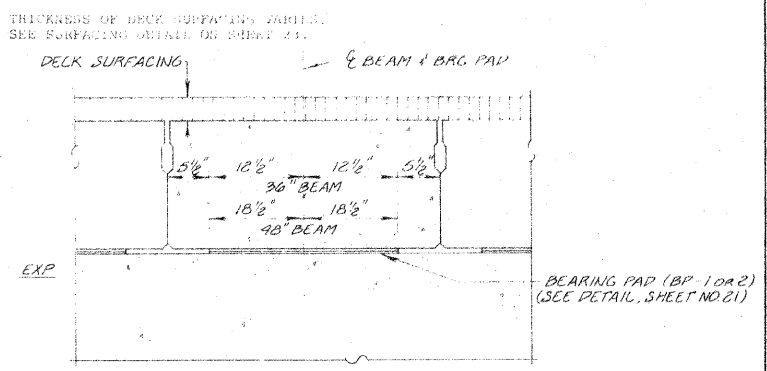 THICKNESS OF DECK SURFACING VARIES.
SEE SURFACING DETAIL ON SHEET 21.
DECK SURFACING
℄ BEAM & BRG PAD
5½" 12½" 12½" 5½"
36" BEAM
18½" 18½"
48" BEAM
EXP
BEARING PAD (BP-1 OR 2)
(SEE DETAIL, SHEET NO. 21)